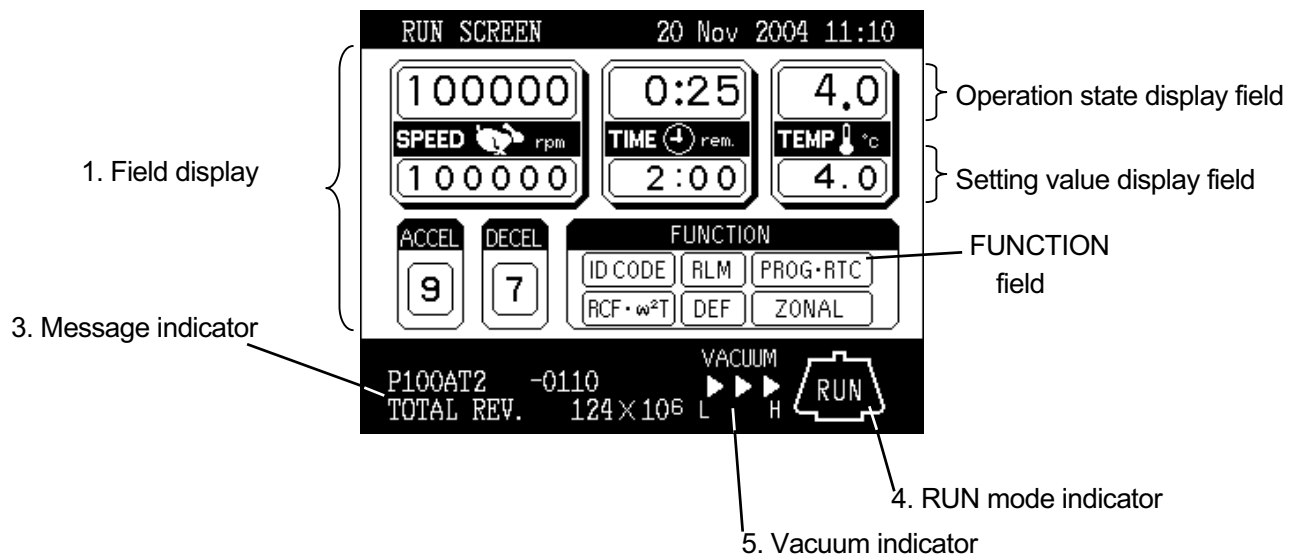 RUN SCREEN 20 Nov 2004 11:10
100000 0:25 4.0
Operation state display field
SPEED rpm TIME rem. TEMP °C
1. Field display
100000 2:00 4.0
Setting value display field
ACCEL DECEL FUNCTION
FUNCTION
field
ID CODE RLM PROG・RTC
9 7
RCF・ω²T DEF ZONAL
3. Message indicator
VACUUM
P100AT2 -0110
RUN
TOTAL REV. 124×10⁶ L H
4. RUN mode indicator
5. Vacuum indicator